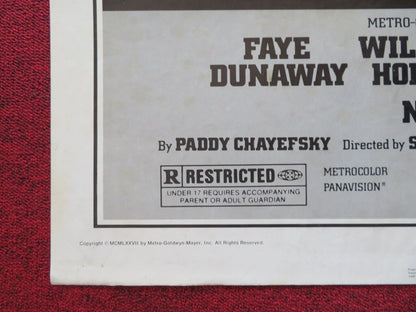 METRO-
FAYE WIL
DUNAWAY HO
N
By PADDY CHAYEFSKY Directed by S
R RESTRICTED
UNDER 17 REQUIRES ACCOMPANYING
PARENT OR ADULT GUARDIAN
METROCOLOR
PANAVISION®
Copyright © MCMLXXVII by Metro-Goldwyn-Mayer, Inc. All Rights Reserved.